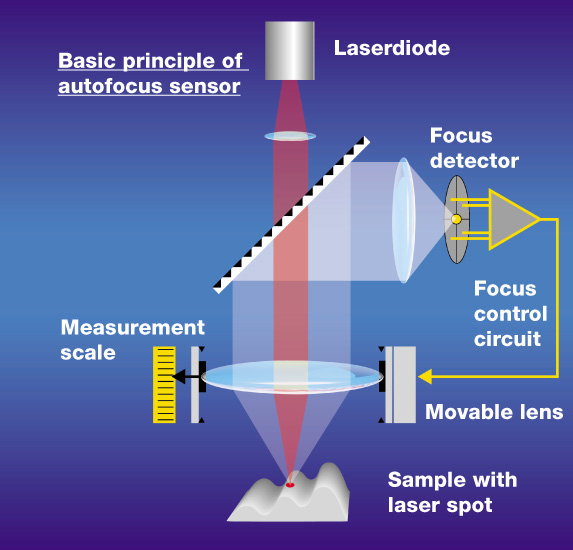 Basic principle of
autofocus sensor
Laserdiode
Focus
detector
Focus
control
circuit
Measurement
scale
Movable lens
Sample with
laser spot